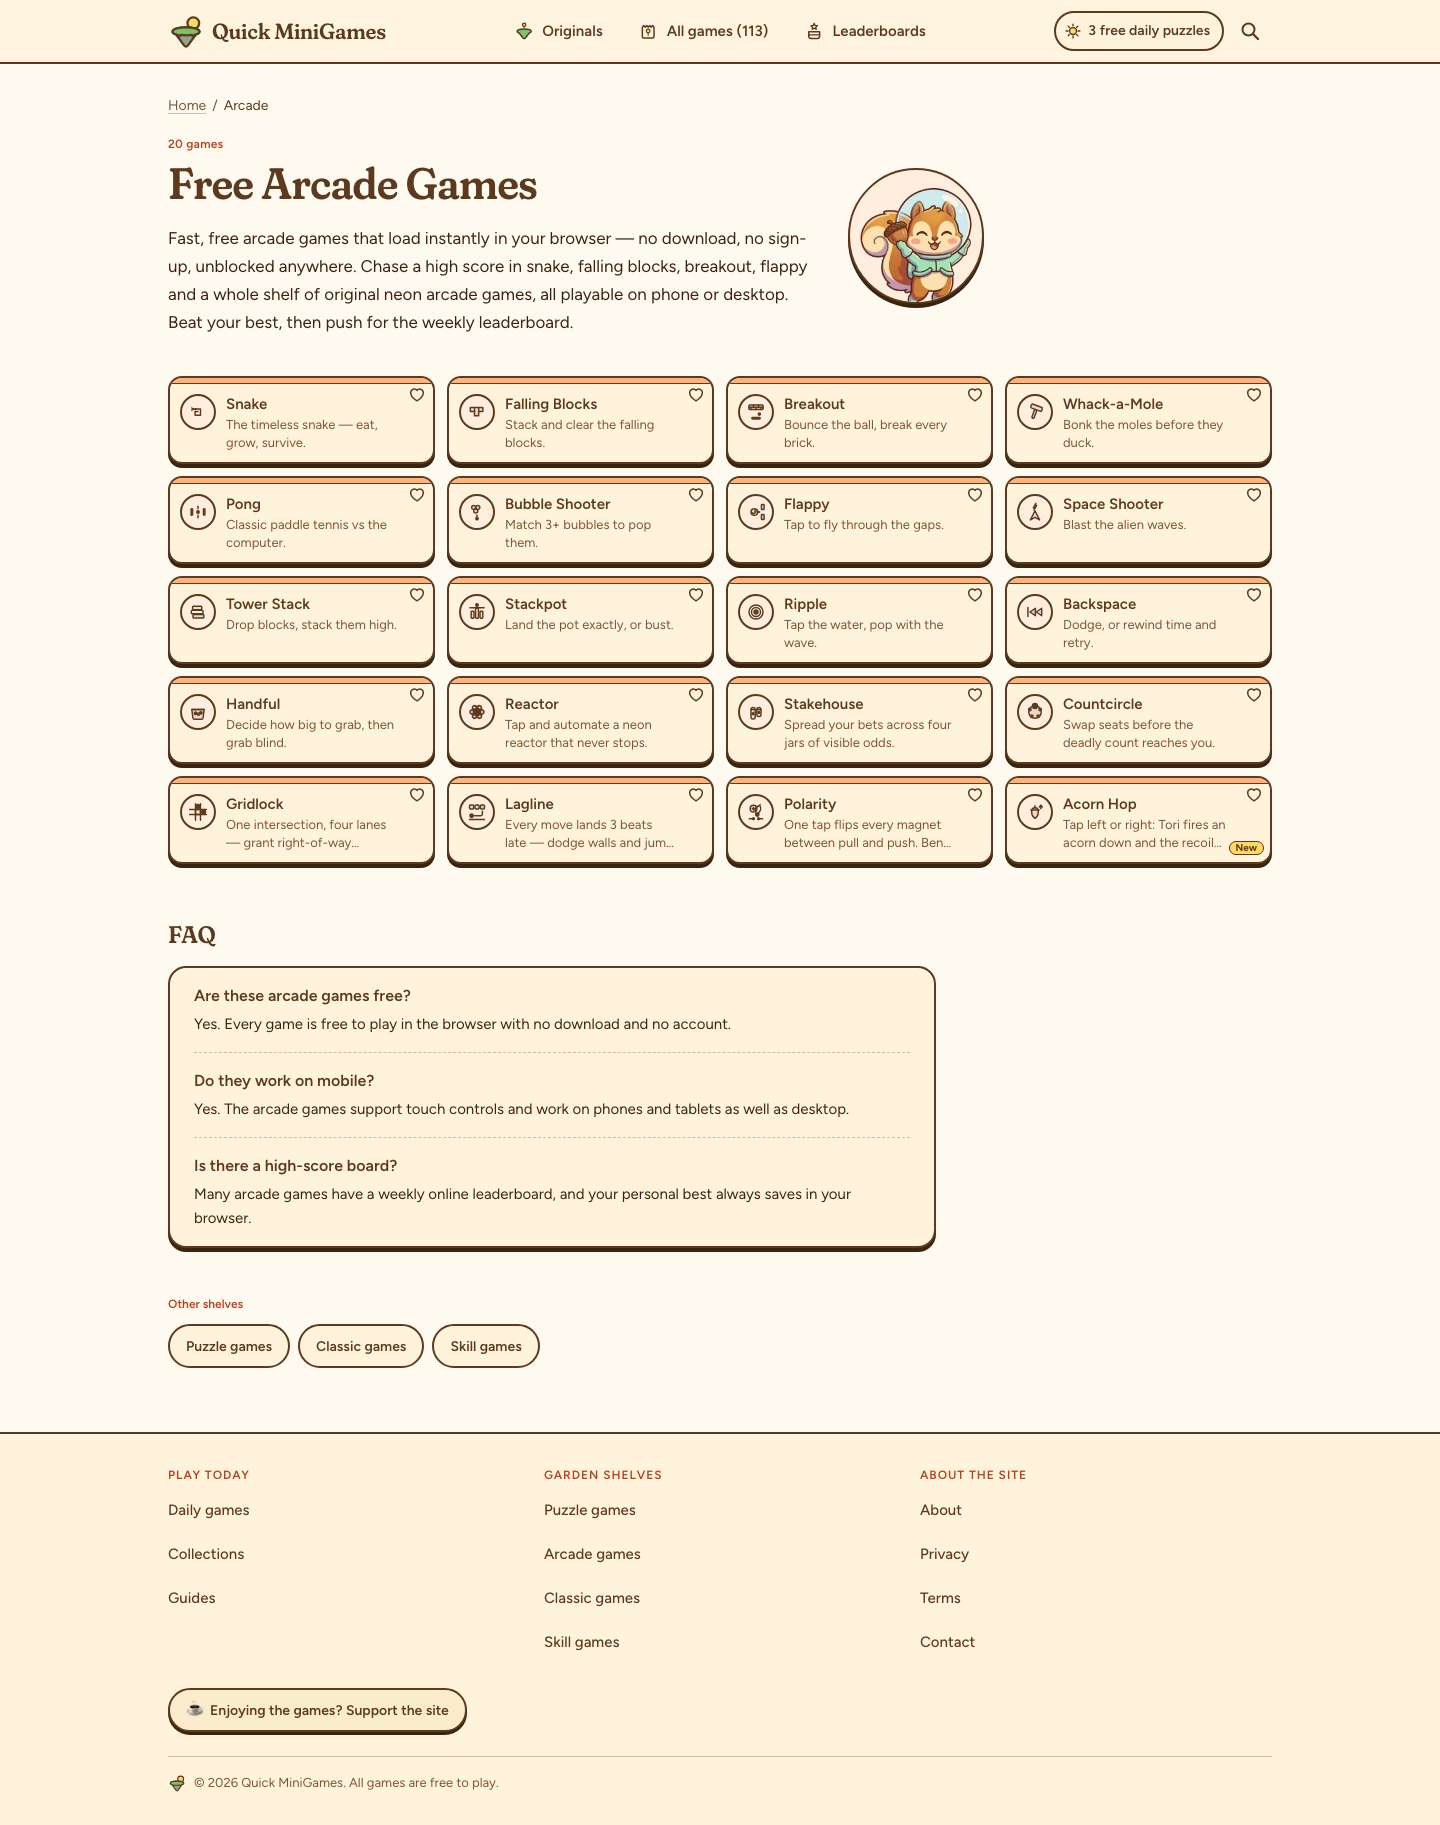 Quick MiniGames
Originals
All games (113)
Leaderboards
3 free daily puzzles
Home / Arcade
20 games
Free Arcade Games
Fast, free arcade games that load instantly in your browser — no download, no sign-
up, unblocked anywhere. Chase a high score in snake, falling blocks, breakout, flappy
and a whole shelf of original neon arcade games, all playable on phone or desktop.
Beat your best, then push for the weekly leaderboard.
Snake
The timeless snake — eat,
grow, survive.
Falling Blocks
Stack and clear the falling
blocks.
Breakout
Bounce the ball, break every
brick.
Whack-a-Mole
Bonk the moles before they
duck.
Pong
Classic paddle tennis vs the
computer.
Bubble Shooter
Match 3+ bubbles to pop
them.
Flappy
Tap to fly through the gaps.
Space Shooter
Blast the alien waves.
Tower Stack
Drop blocks, stack them high.
Stackpot
Land the pot exactly, or bust.
Ripple
Tap the water, pop with the
wave.
Backspace
Dodge, or rewind time and
retry.
Handful
Decide how big to grab, then
grab blind.
Reactor
Tap and automate a neon
reactor that never stops.
Stakehouse
Spread your bets across four
jars of visible odds.
Countcircle
Swap seats before the
deadly count reaches you.
Gridlock
One intersection, four lanes
— grant right-of-way...
Lagline
Every move lands 3 beats
late — dodge walls and jum...
Polarity
One tap flips every magnet
between pull and push. Ben...
Acorn Hop
Tap left or right: Tori fires an
acorn down and the recoil...
New
FAQ
Are these arcade games free?
Yes. Every game is free to play in the browser with no download and no account.
Do they work on mobile?
Yes. The arcade games support touch controls and work on phones and tablets as well as desktop.
Is there a high-score board?
Many arcade games have a weekly online leaderboard, and your personal best always saves in your
browser.
Other shelves
Puzzle games
Classic games
Skill games
PLAY TODAY
Daily games
Collections
Guides
GARDEN SHELVES
Puzzle games
Arcade games
Classic games
Skill games
ABOUT THE SITE
About
Privacy
Terms
Contact
Enjoying the games? Support the site
© 2026 Quick MiniGames. All games are free to play.